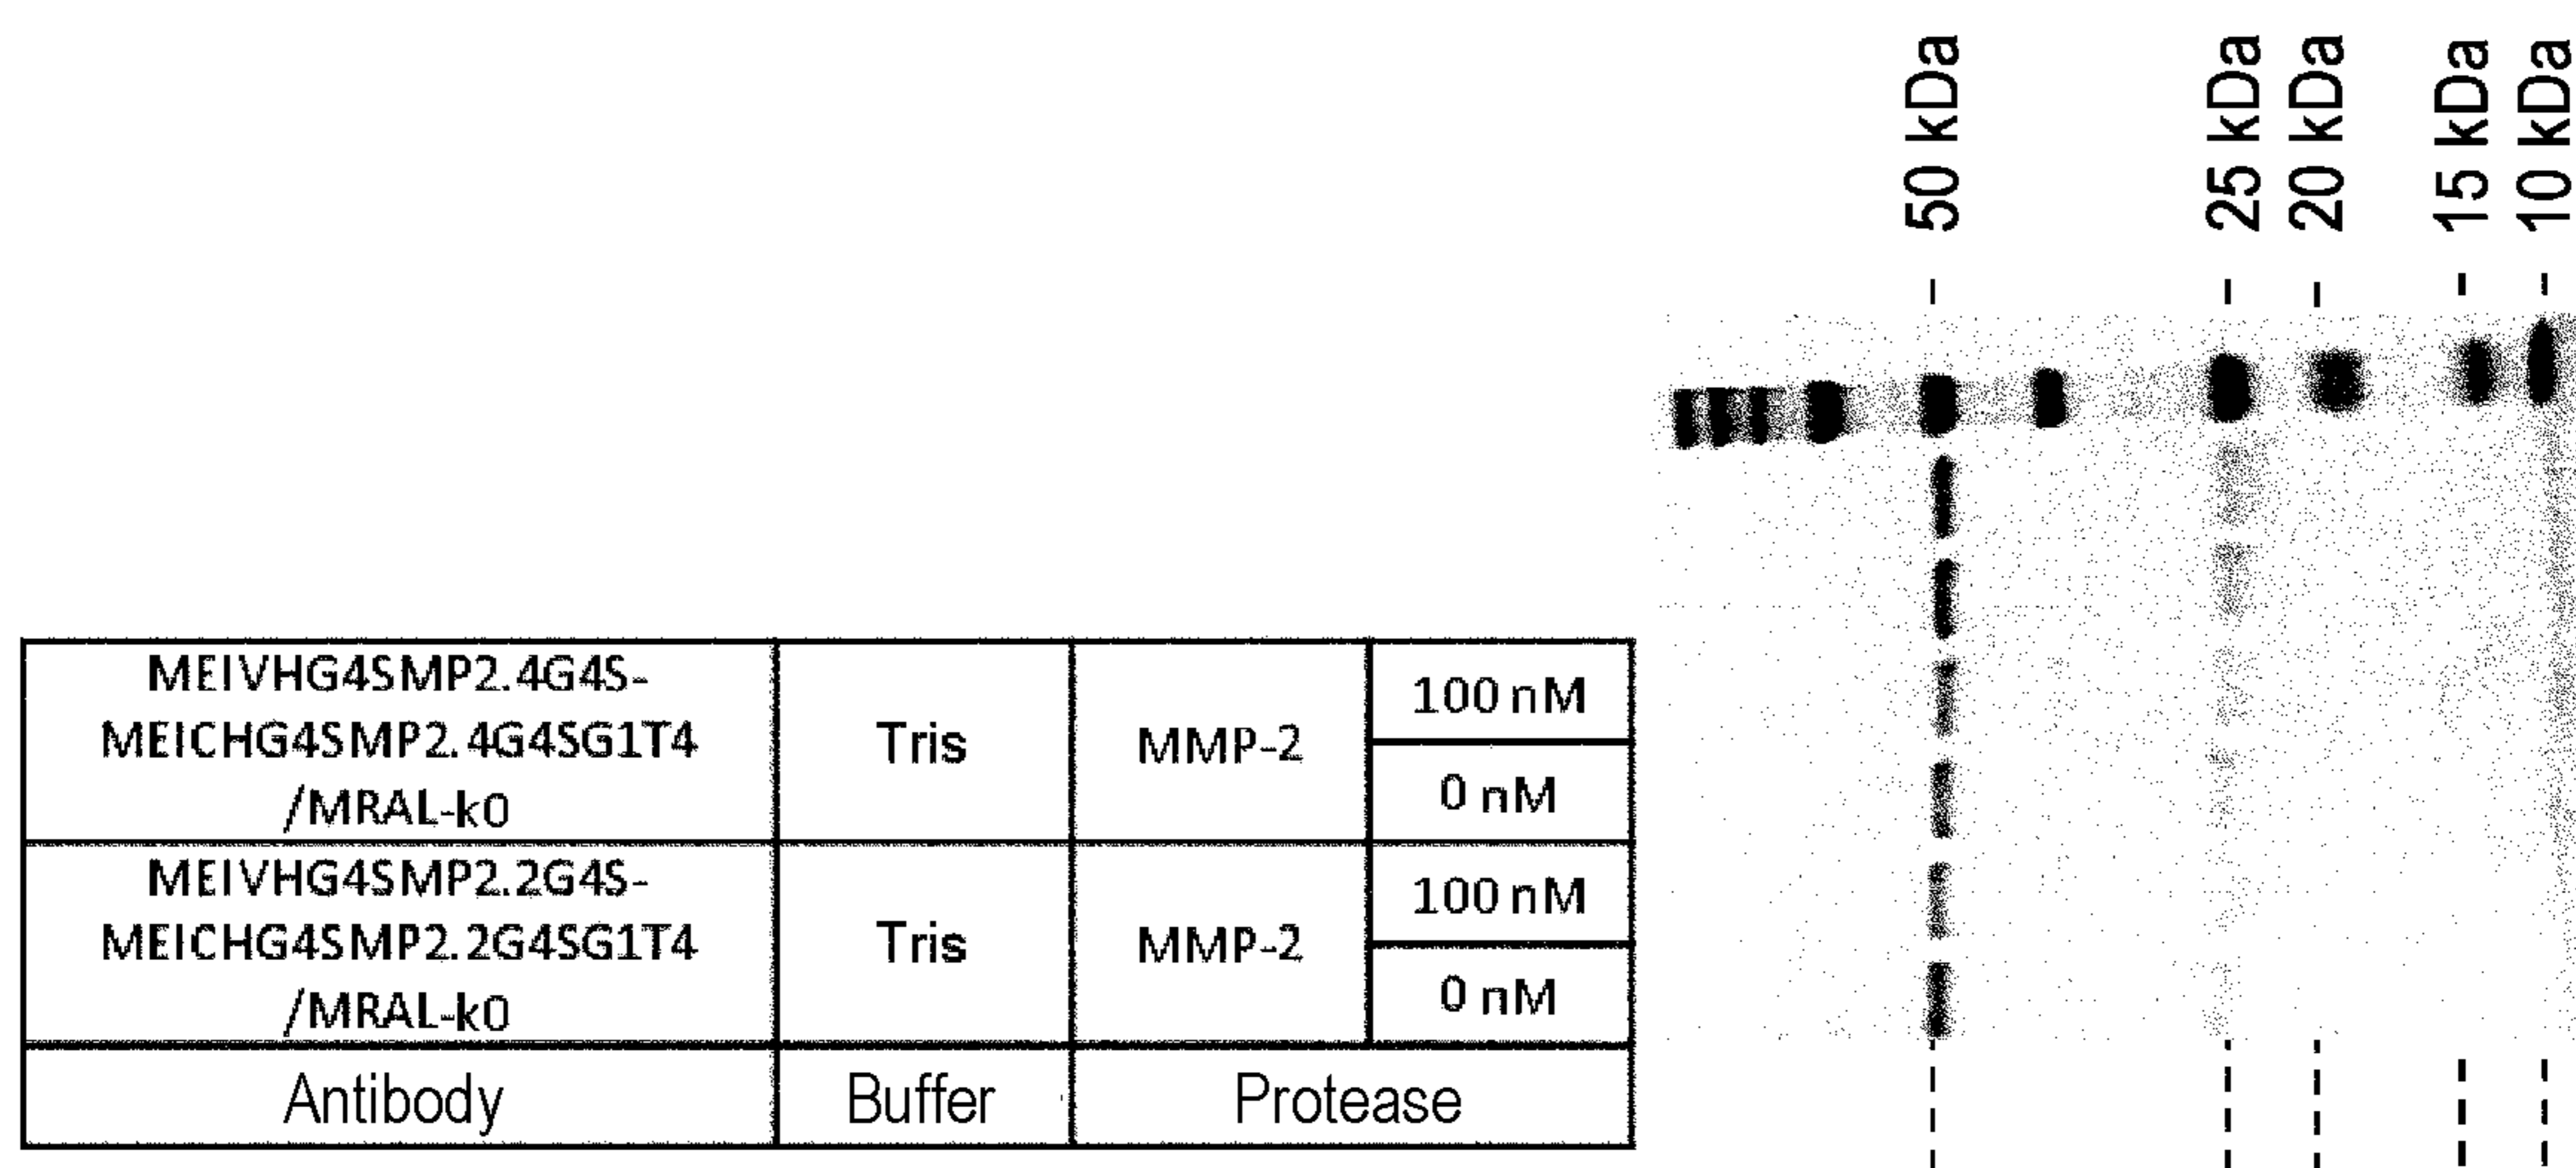 50 kDa
25 kDa
20 kDa
15 kDa
10 kDa
MEIVHG4SMP2.4G4S-
MEICHG4SMP2.4G4SG1T4
/MRAL-k0
Tris
MMP-2
100 nM
0 nM
MEIVHG4SMP2.2G4S-
MEICHG4SMP2.2G4SG1T4
/MRAL-k0
Tris
MMP-2
100 nM
0 nM
Antibody
Buffer
Protease